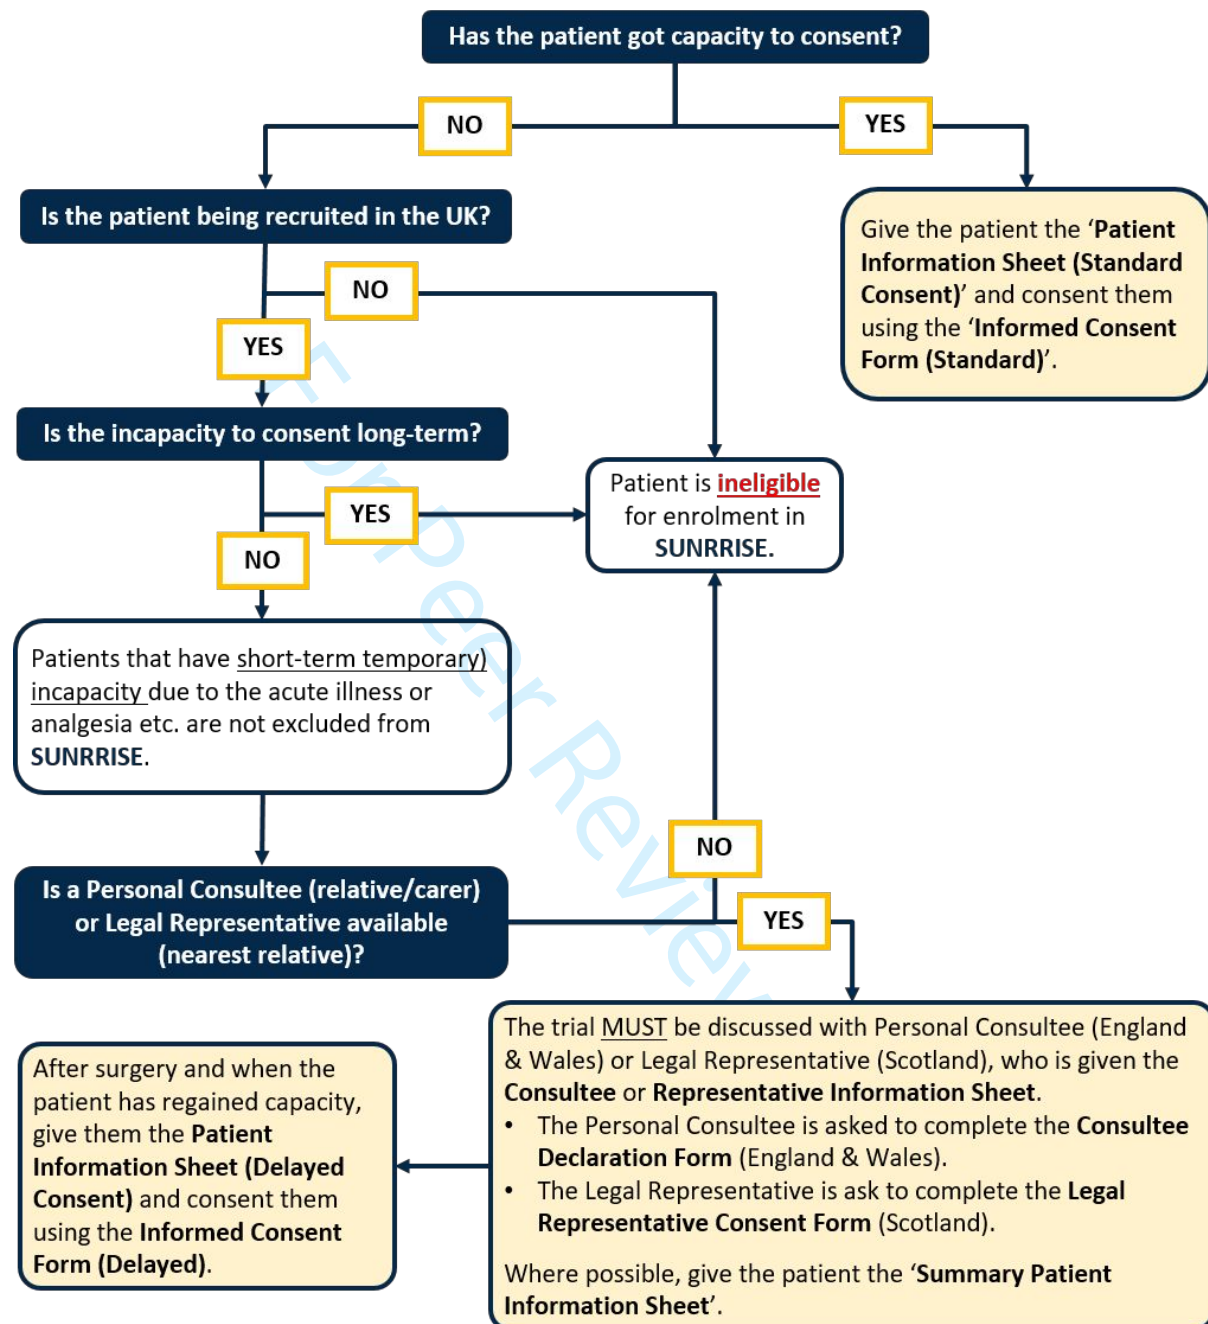 Has the patient got capacity to consent?
NO
YES
Is the patient being recruited in the UK?
Give the patient the ‘Patient
Information Sheet (Standard
Consent)’ and consent them
using the ‘Informed Consent
Form (Standard)’.
NO
YES
Is the incapacity to consent long-term?
Patient is ineligible
for enrolment in
SUNRRISE.
YES
NO
Patients that have short-term temporary)
incapacity due to the acute illness or
analgesia etc. are not excluded from
SUNRRISE.
NO
Is a Personal Consultee (relative/carer)
or Legal Representative available
(nearest relative)?
YES
The trial MUST be discussed with Personal Consultee (England
& Wales) or Legal Representative (Scotland), who is given the
Consultee or Representative Information Sheet.
• The Personal Consultee is asked to complete the Consultee
Declaration Form (England & Wales).
• The Legal Representative is ask to complete the Legal
Representative Consent Form (Scotland).
Where possible, give the patient the ‘Summary Patient
Information Sheet’.
After surgery and when the
patient has regained capacity,
give them the Patient
Information Sheet (Delayed
Consent) and consent them
using the Informed Consent
Form (Delayed).
For Peer Review